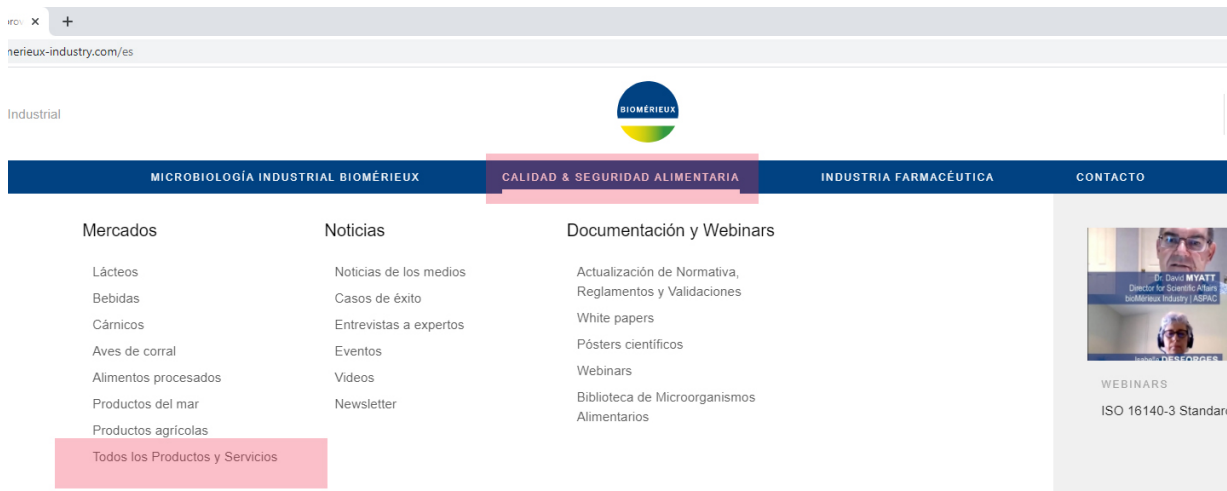 nerieux-industry.com/es
Industrial
BIOMÉRIEUX
MICROBIOLOGÍA INDUSTRIAL BIOMÉRIEUX
CALIDAD & SEGURIDAD ALIMENTARIA
INDUSTRIA FARMACÉUTICA
CONTACTO
Mercados
Lácteos
Bebidas
Cárnicos
Aves de corral
Alimentos procesados
Productos del mar
Productos agrícolas
Todos los Productos y Servicios
Noticias
Noticias de los medios
Casos de éxito
Entrevistas a expertos
Eventos
Videos
Newsletter
Documentación y Webinars
Actualización de Normativa,
Reglamentos y Validaciones
White papers
Pósters científicos
Webinars
Biblioteca de Microorganismos
Alimentarios
Dr. David MYATT
Director for Scientific Affairs
bioMérieux Industry | ASPAC
Isabelle DESFORGES
WEBINARS
ISO 16140-3 Standar